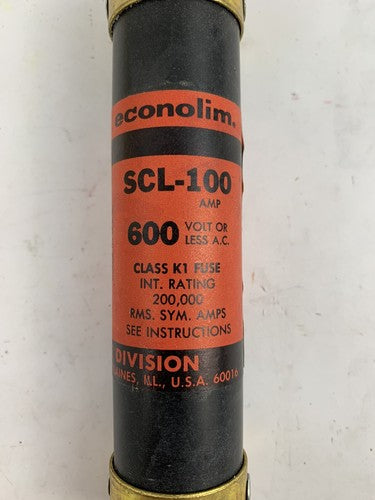 econolim.
SCL-100
AMP
600 VOLT OR
LESS A.C.
CLASS K1 FUSE
INT. RATING
200,000
RMS. SYM. AMPS
SEE INSTRUCTIONS
DIVISION
ILL., U.S.A. 60016